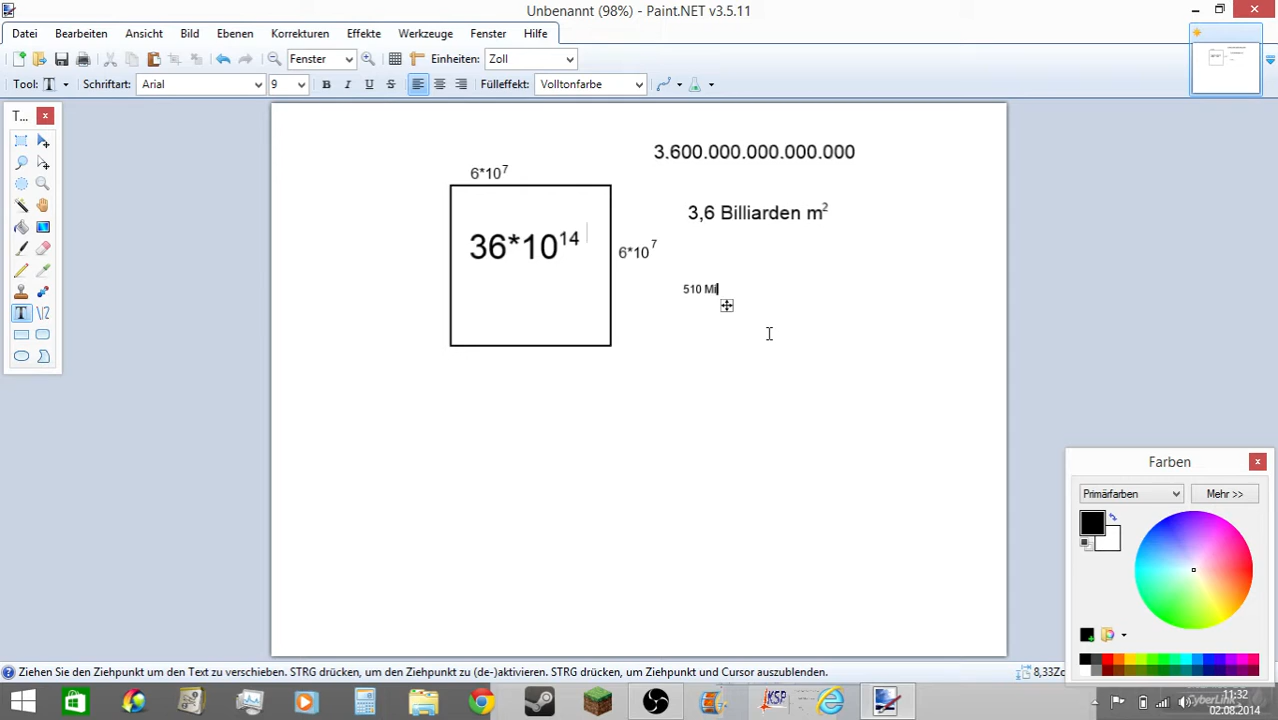 Unbenannt (98%) - Paint.NET v3.5.11
Datei Bearbeiten Ansicht Bild Ebenen Korrekturen Effekte Werkzeuge Fenster Hilfe
Fenster Einheiten: Zoll
Tool: T Schriftart: Arial 9 B I U S Fülleffekt: Volltonfarbe
T...
3.600.000.000.000.000
6*10⁷
3,6 Billiarden m²
36*10¹⁴
6*10⁷
510 Mil
Farben
Primärfarben Mehr >>
Ziehen Sie den Ziehpunkt um den Text zu verschieben. STRG drücken, um den Ziehpunkt zu (de-)aktivieren. STRG drücken, um Ziehpunkt und Cursor auszublenden.
KSP
11:32
02.08.2014
CyberLink